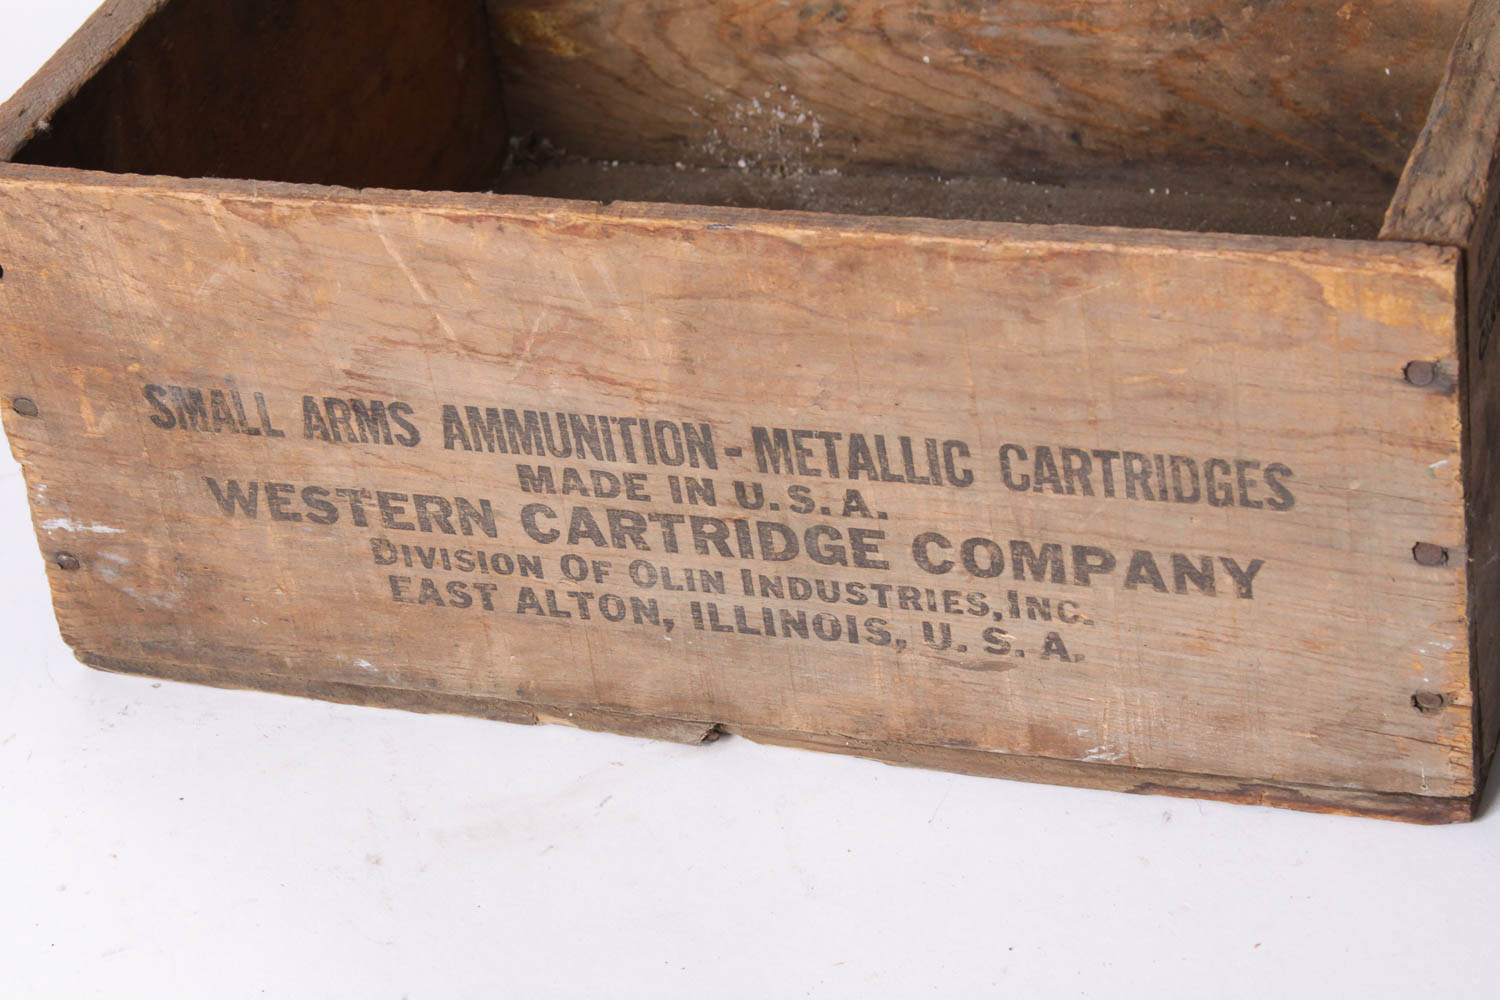 SMALL ARMS AMMUNITION - METALLIC CARTRIDGES
MADE IN U.S.A.
WESTERN CARTRIDGE COMPANY
DIVISION OF OLIN INDUSTRIES, INC.
EAST ALTON, ILLINOIS, U. S. A.